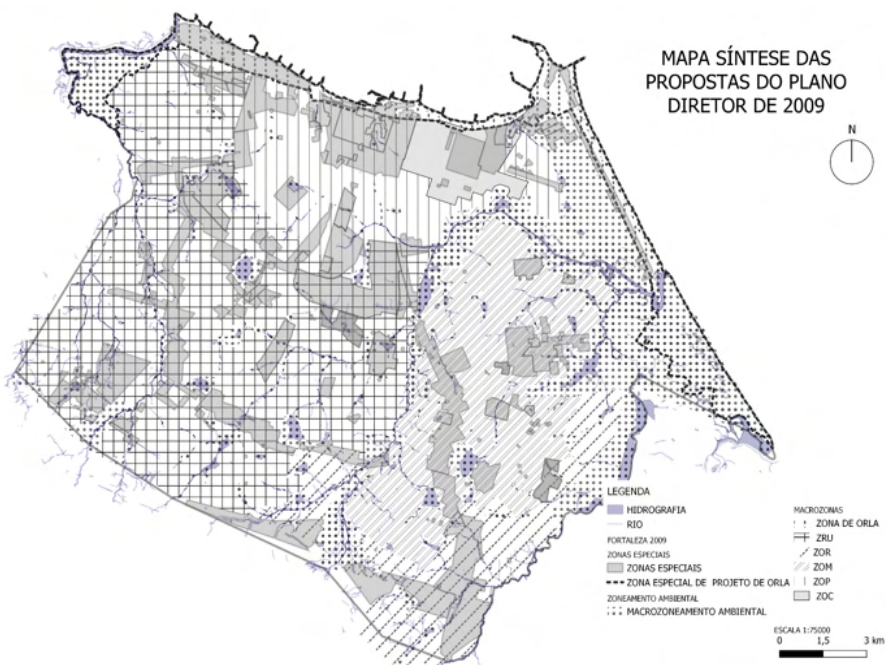 MAPA SÍNTESE DAS
PROPOSTAS DO PLANO
DIRETOR DE 2009
N
LEGENDA
HIDROGRAFIA
RIO
FORTALEZA 2009
ZONAS ESPECIAIS
ZONAS ESPECIAIS
ZONA ESPECIAL DE PROJETO DE ORLA
ZONEAMENTO AMBIENTAL
MACROZONEAMENTO AMBIENTAL
MACROZONAS
ZONA DE ORLA
ZRU
ZOR
ZOM
ZOP
ZOC
ESCALA 1:75000
0 1,5 3 km